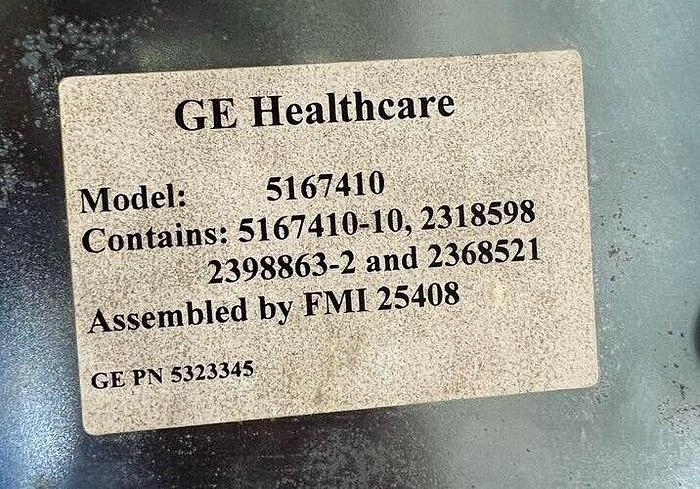 GE Healthcare
Model: 5167410
Contains: 5167410-10, 2318598
2398863-2 and 2368521
Assembled by FMI 25408
GE PN 5323345